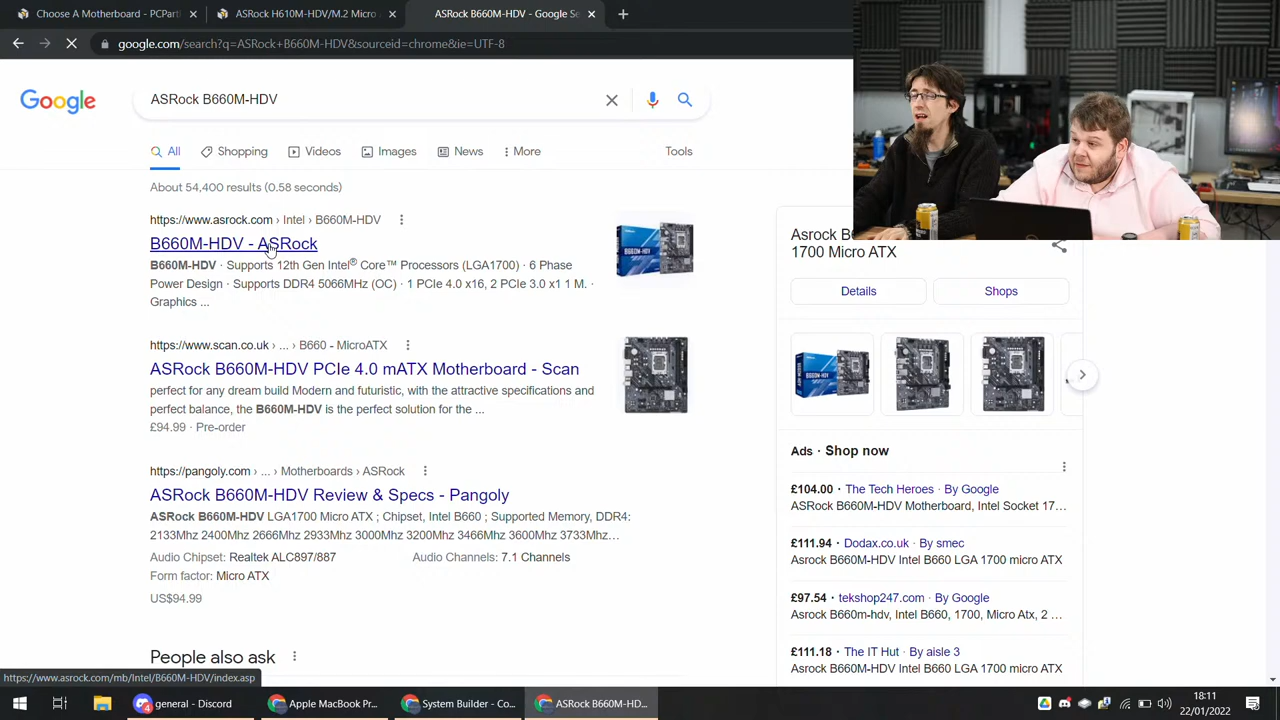 Choose A Motherboard - PCPart
ASRock H610M-HDV/M.2 Micro
ASRock B660M-HDV - Google Se
google.com/search?q=ASRock+B660M-HDV&sourceid=chrome&ie=UTF-8
Google
ASRock B660M-HDV
All
Shopping
Videos
Images
News
More
Tools
About 54,400 results (0.58 seconds)
https://www.asrock.com › Intel › B660M-HDV
B660M-HDV - ASRock
B660M-HDV · Supports 12th Gen Intel® Core™ Processors (LGA1700) · 6 Phase
Power Design · Supports DDR4 5066MHz (OC) · 1 PCIe 4.0 x16, 2 PCIe 3.0 x1 1 M. ·
Graphics ...
https://www.scan.co.uk › ... › B660 - MicroATX
ASRock B660M-HDV PCIe 4.0 mATX Motherboard - Scan
perfect for any dream build Modern and futuristic, with the attractive specifications and
perfect balance, the B660M-HDV is the perfect solution for the ...
£94.99 · Pre-order
https://pangoly.com › ... › Motherboards › ASRock
ASRock B660M-HDV Review & Specs - Pangoly
ASRock B660M-HDV LGA1700 Micro ATX ; Chipset, Intel B660 ; Supported Memory, DDR4:
2133Mhz 2400Mhz 2666Mhz 2933Mhz 3000Mhz 3200Mhz 3466Mhz 3600Mhz 3733Mhz...
Audio Chipset: Realtek ALC897/887
Audio Channels: 7.1 Channels
Form factor: Micro ATX
US$94.99
People also ask
Asrock B6
1700 Micro ATX
Details
Shops
B660M-HDV
Ads · Shop now
£104.00 · The Tech Heroes · By Google
ASRock B660M-HDV Motherboard, Intel Socket 17...
£111.94 · Dodax.co.uk · By smec
Asrock B660M-HDV Intel B660 LGA 1700 micro ATX
£97.54 · tekshop247.com · By Google
Asrock B660m-hdv, Intel B660, 1700, Micro Atx, 2 ...
£111.18 · The IT Hut · By aisle 3
ASRock B660M-HDV Intel B660 LGA 1700 micro ATX
https://www.asrock.com/mb/Intel/B660M-HDV/index.asp
general - Discord
Apple MacBook P...
System Builder - Co...
ASRock B660M-HD...
18:11
22/01/2022